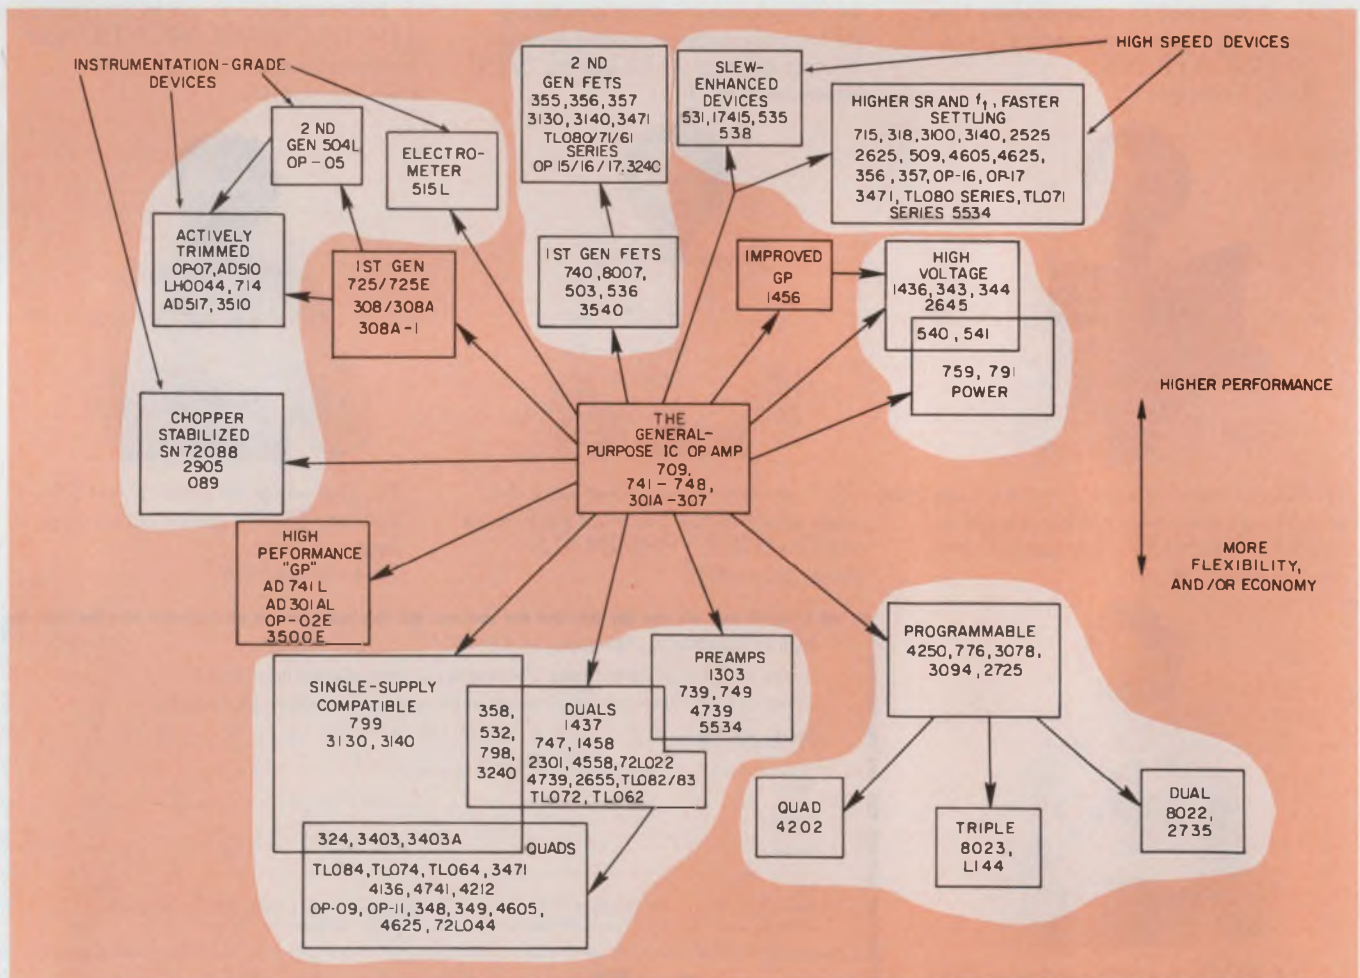 INSTRUMENTATION-GRADE
DEVICES
HIGH SPEED DEVICES
2 ND
GEN 504L
OP-05
ELECTRO-
METER
515L
2 ND
GEN FETS
355,356,357
3130,3140,3471
TL080/71/61
SERIES
OP 15/16/17.3240
SLEW-
ENHANCED
DEVICES
531,17415,535
538
HIGHER SR AND ft, FASTER
SETTLING
715, 318, 3100, 3140, 2525
2625, 509, 4605,4625,
356, 357, OP-16, OP-17
3471, TL080 SERIES, TL071
SERIES 5534
ACTIVELY
TRIMMED
OP07,AD510
LH0044,714
AD517,3510
1ST GEN
725/725E
308/308A
308A-1
1ST GEN FETS
740,8007,
503,536
3540
IMPROVED
GP
1456
HIGH
VOLTAGE
1436,343,344
2645
540,541
759, 791
POWER
HIGHER PERFORMANCE
MORE
FLEXIBILITY,
AND/OR ECONOMY
CHOPPER
STABILIZED
SN72088
2905
089
THE
GENERAL-
PURPOSE IC OP AMP
709,
741-748,
301A-307
HIGH
PEFORMANCE
"GP"
AD741L
AD301AL
OP-02E
3500E
SINGLE-SUPPLY
COMPATIBLE
799
3130, 3140
358,
532,
798,
3240
DUALS
1437
747, 1458
2301, 4558,72L022
4739,2655,TL082/83
TL072, TL062
PREAMPS
1303
739,749
4739
5534
324, 3403,3403A
QUADS
TL084,TL074,TL064, 3471
4136,4741,4212
OP-09, OP-11, 348, 349, 4605,
4625, 72L044
PROGRAMMABLE
4250,776,3078,
3094, 2725
QUAD
4202
TRIPLE
8023,
L144
DUAL
8022,
2735